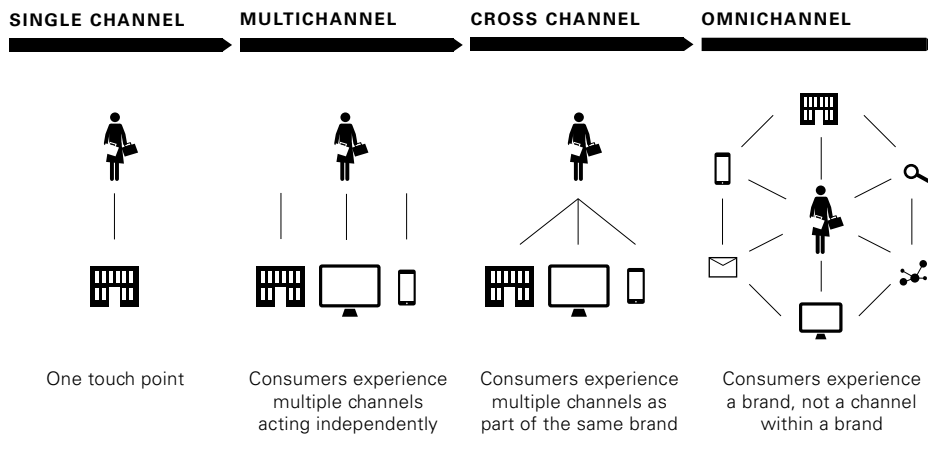 SINGLE CHANNEL
MULTICHANNEL
CROSS CHANNEL
OMNICHANNEL
One touch point
Consumers experience
multiple channels
acting independently
Consumers experience
multiple channels as
part of the same brand
Consumers experience
a brand, not a channel
within a brand